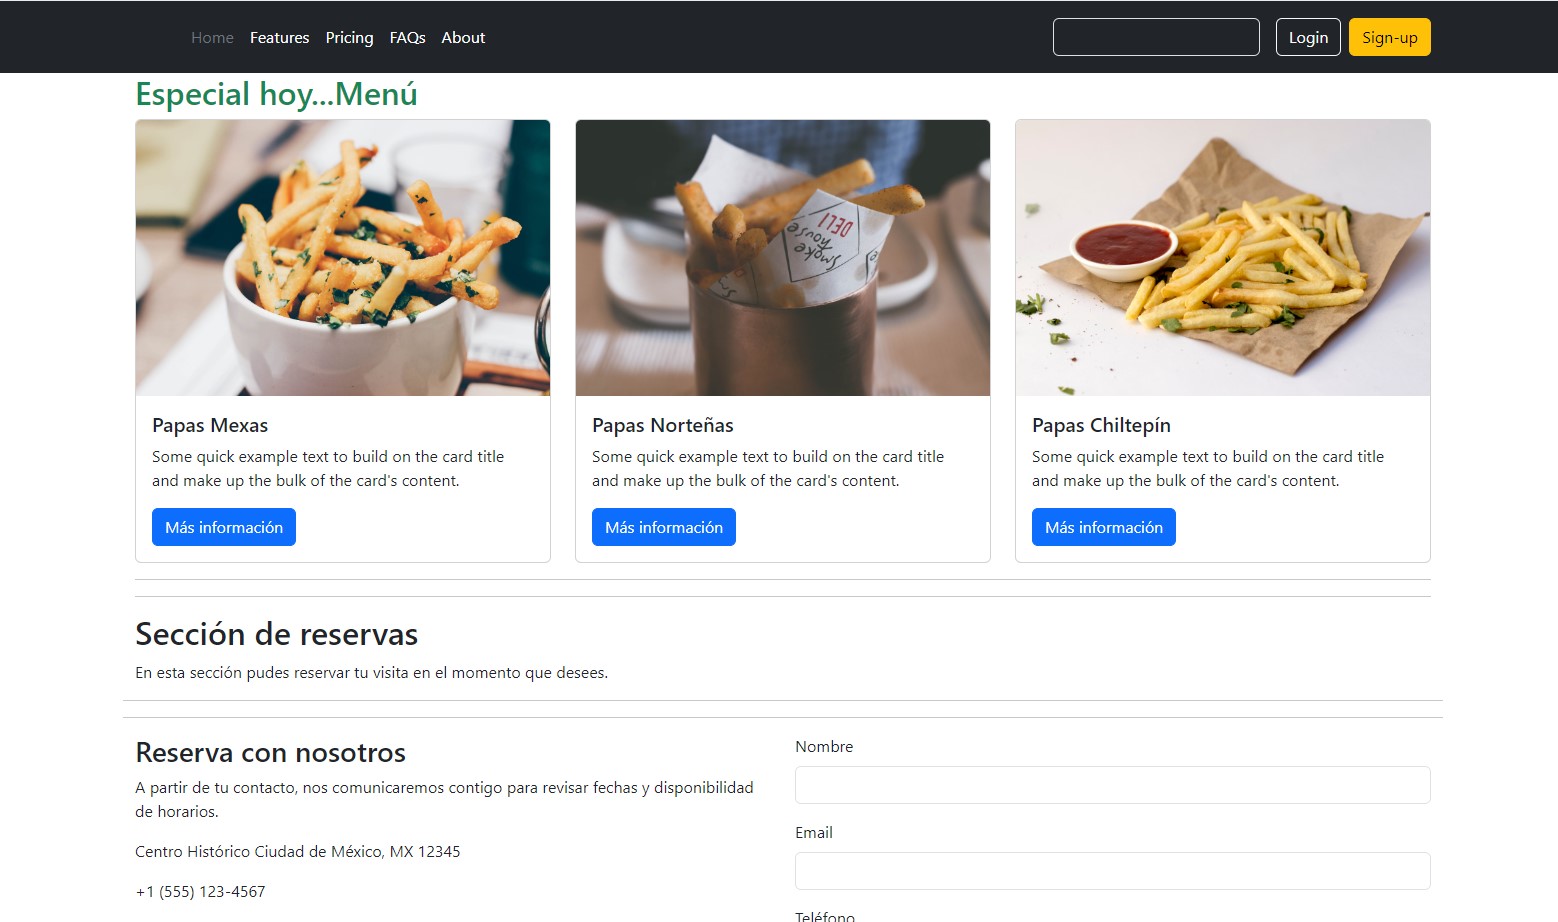 Home Features Pricing FAQs About Login Sign-up
Especial hoy...Menú
DELI
Smoke
house
Papas Mexas
Some quick example text to build on the card title
and make up the bulk of the card's content.
Más información
Papas Norteñas
Some quick example text to build on the card title
and make up the bulk of the card's content.
Más información
Papas Chiltepín
Some quick example text to build on the card title
and make up the bulk of the card's content.
Más información
Sección de reservas
En esta sección pudes reservar tu visita en el momento que desees.
Reserva con nosotros
A partir de tu contacto, nos comunicaremos contigo para revisar fechas y disponibilidad
de horarios.
Centro Histórico Ciudad de México, MX 12345
+1 (555) 123-4567
Nombre
Email
Teléfono